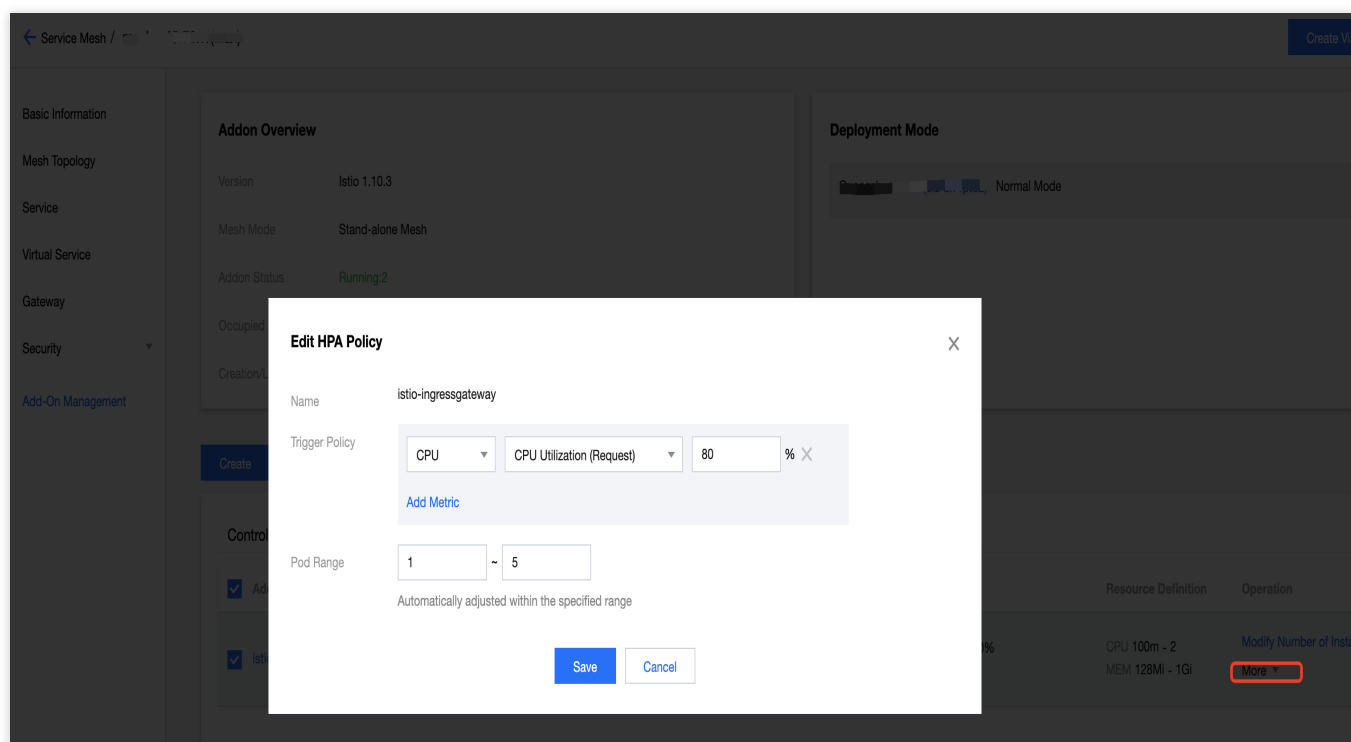 Service Mesh /
Create Vi
Basic Information
Mesh Topology
Service
Virtual Service
Gateway
Security
Add-On Management
Addon Overview
Version Istio 1.10.3
Mesh Mode Stand-alone Mesh
Addon Status Running:2
Occupied
Creation/L
Deployment Mode
Normal Mode
Create
Control
Ad
Resource Definition Operation
isti
0%
CPU 100m - 2
MEM 128Mi - 1Gi
Modify Number of Insta
More
Edit HPA Policy
X
Name istio-ingressgateway
Trigger Policy CPU CPU Utilization (Request) 80 % X
Add Metric
Pod Range 1 ~ 5
Automatically adjusted within the specified range
Save Cancel